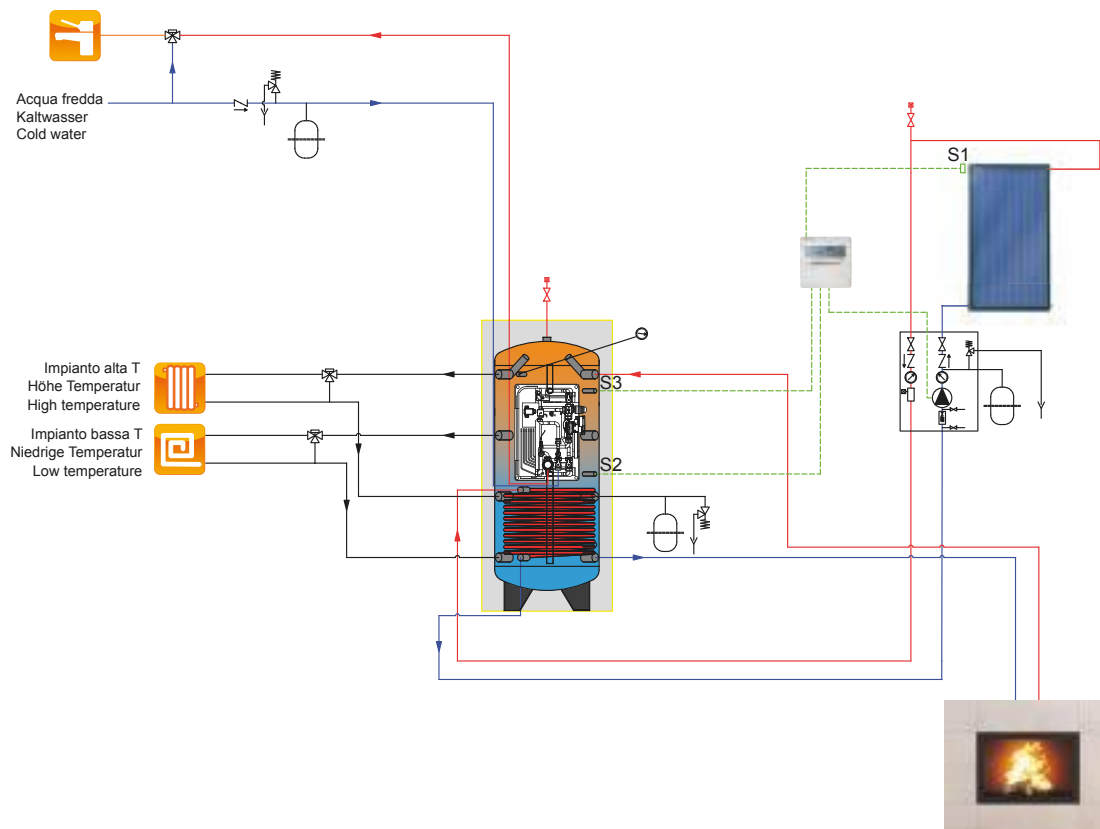 Acqua fredda
Kaltwasser
Cold water
S1
Impianto alta T
Höhe Temperatur
High temperature
S3
Impianto bassa T
Niedrige Temperatur
Low temperature
S2